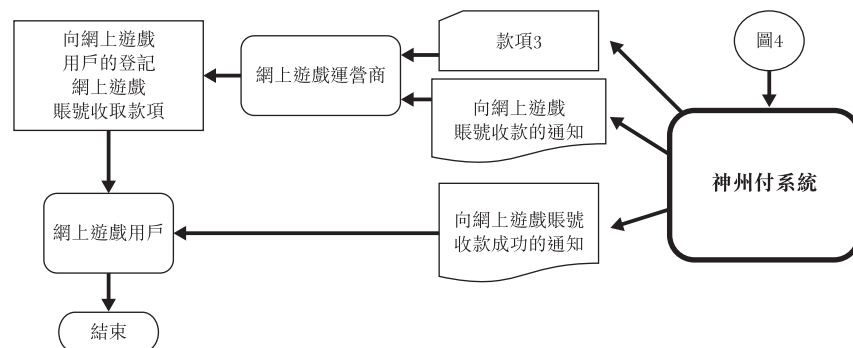 向網上遊戲
用戶的登記
網上遊戲
賬號收取款項
網上遊戲運營商
款項3
圖4
向網上遊戲
賬號收款的通知
神州付系統
網上遊戲用戶
向網上遊戲賬號
收款成功的通知
結束